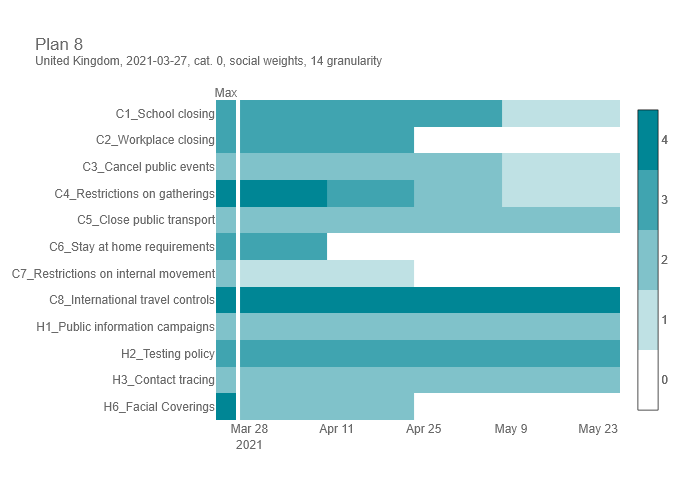 Plan 8
United Kingdom, 2021-03-27, cat. 0, social weights, 14 granularity
Max
C1_School closing
C2_Workplace closing
C3_Cancel public events
C4_Restrictions on gatherings
C5_Close public transport
C6_Stay at home requirements
C7_Restrictions on internal movement
C8_International travel controls
H1_Public information campaigns
H2_Testing policy
H3_Contact tracing
H6_Facial Coverings
Mar 28 Apr 11 Apr 25 May 9 May 23
2021
4
3
2
1
0